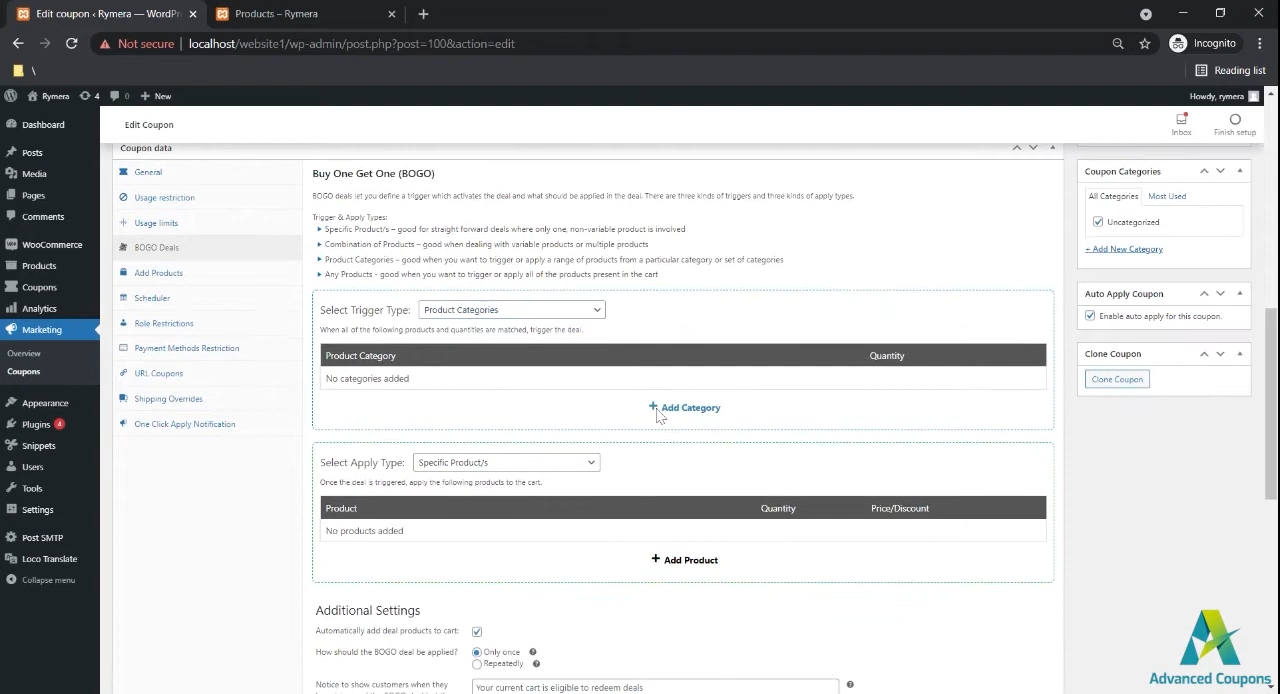 Edit coupon ‹ Rymera — WordPr
Products – Rymera
Not secure
localhost/website1/wp-admin/post.php?post=100&action=edit
Incognito
\
Reading list
Rymera
4
0
New
Howdy, rymera
Dashboard
Posts
Media
Pages
Comments
WooCommerce
Products
Coupons
Analytics
Marketing
Overview
Coupons
Appearance
Plugins 4
Snippets
Users
Tools
Settings
Post SMTP
Loco Translate
Collapse menu
Edit Coupon
Inbox
Finish setup
Coupon data
General
Usage restriction
Usage limits
BOGO Deals
Add Products
Scheduler
Role Restrictions
Payment Methods Restriction
URL Coupons
Shipping Overrides
One Click Apply Notification
Buy One Get One (BOGO)
BOGO deals let you define a trigger which activates the deal and what should be applied in the deal. There are three kinds of triggers and three kinds of apply types.
Trigger & Apply Types:
Specific Product/s – good for straight forward deals where only one, non-variable product is involved
Combination of Products – good when dealing with variable products or multiple products
Product Categories – good when you want to trigger or apply a range of products from a particular category or set of categories
Any Products - good when you want to trigger or apply all of the products present in the cart
Select Trigger Type: Product Categories
When all of the following products and quantities are matched, trigger the deal.
Product Category Quantity
No categories added
+ Add Category
Select Apply Type: Specific Product/s
Once the deal is triggered, apply the following products to the cart.
Product Quantity Price/Discount
No products added
+ Add Product
Additional Settings
Automatically add deal products to cart:
How should the BOGO deal be applied? Only once
Repeatedly
Notice to show customers when they
Your current cart is eligible to redeem deals
Coupon Categories
All Categories Most Used
Uncategorized
+ Add New Category
Auto Apply Coupon
Enable auto apply for this coupon.
Clone Coupon
Clone Coupon
Advanced Coupons